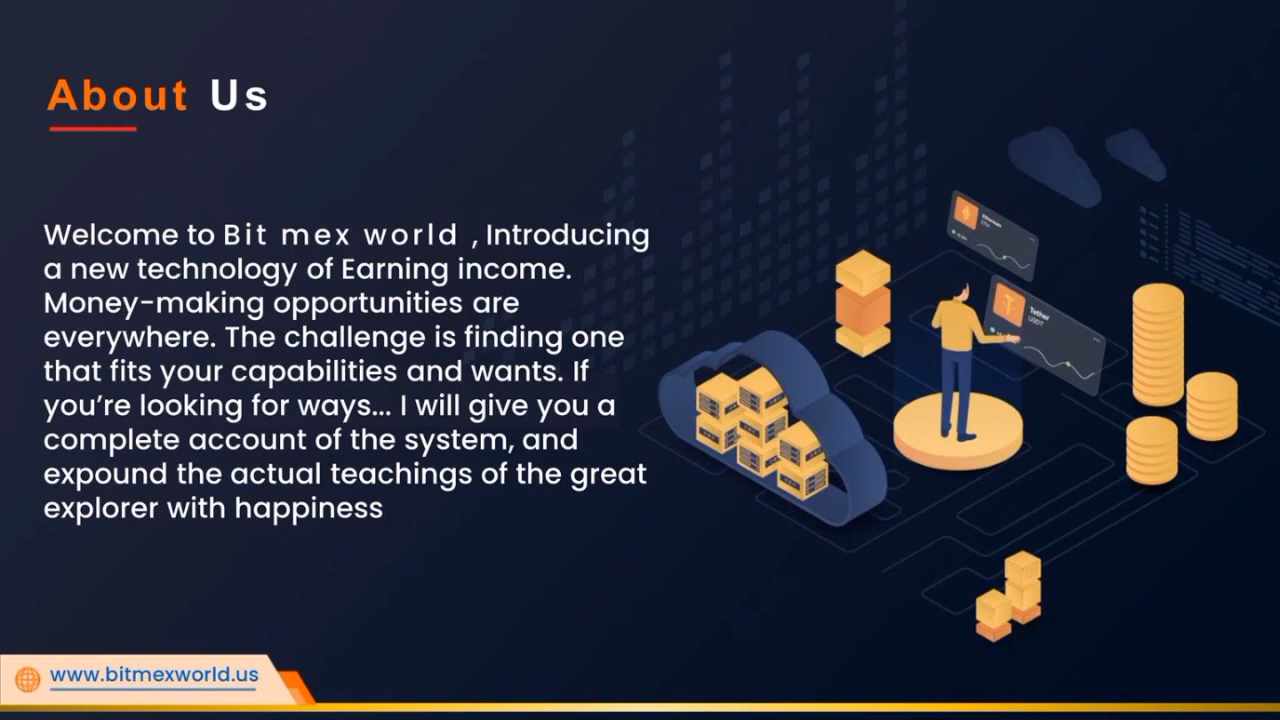 About Us
Welcome to Bit mex world , Introducing
a new technology of Earning income.
Money-making opportunities are
everywhere. The challenge is finding one
that fits your capabilities and wants. If
you’re looking for ways... I will give you a
complete account of the system, and
expound the actual teachings of the great
explorer with happiness
Tether
USDT
www.bitmexworld.us